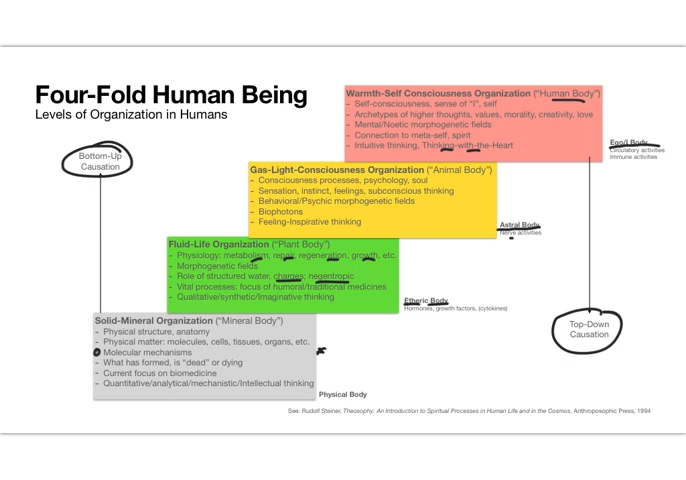 Four-Fold Human Being
Levels of Organization in Humans
Bottom-Up
Causation
Warmth-Self Consciousness Organization (“Human Body”)
- Self-consciousness, sense of “I”, self
- Archetypes of higher thoughts, values, morality, creativity, love
- Mental/Noetic morphogenetic fields
- Connection to meta-self, spirit
- Intuitive thinking, Thinking-with-the-Heart
Ego/I Body
Circulatory activities
Immune activities
Gas-Light-Consciousness Organization (“Animal Body”)
- Consciousness processes, psychology, soul
- Sensation, instinct, feelings, subconscious thinking
- Behavioral/Psychic morphogenetic fields
- Biophotons
- Feeling-Inspirative thinking
Astral Body
Nerve activities
Fluid-Life Organization (“Plant Body”)
- Physiology: metabolism, repair, regeneration, growth, etc.
- Morphogenetic fields
- Role of structured water, charges; negentropic
- Vital processes: focus of humoral/traditional medicines
- Qualitative/synthetic/Imaginative thinking
Etheric Body
Hormones, growth factors, (cytokines)
Solid-Mineral Organization (“Mineral Body”)
- Physical structure, anatomy
- Physical matter: molecules, cells, tissues, organs, etc.
- Molecular mechanisms
- What has formed, is “dead” or dying
- Current focus on biomedicine
- Quantitative/analytical/mechanistic/Intellectual thinking
Physical Body
Top-Down
Causation
See: Rudolf Steiner, Theosophy: An Introduction to Spiritual Processes in Human Life and in the Cosmos, Anthroposophic Press, 1994